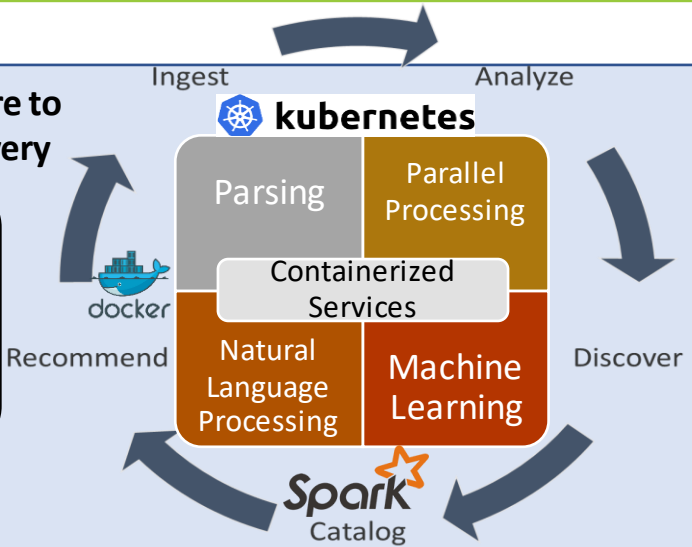 Ingest
Analyze
re to
very
kubernetes
Parsing
Parallel
Processing
Containerized
Services
docker
Recommend
Natural
Language
Processing
Machine
Learning
Discover
Spark
Catalog